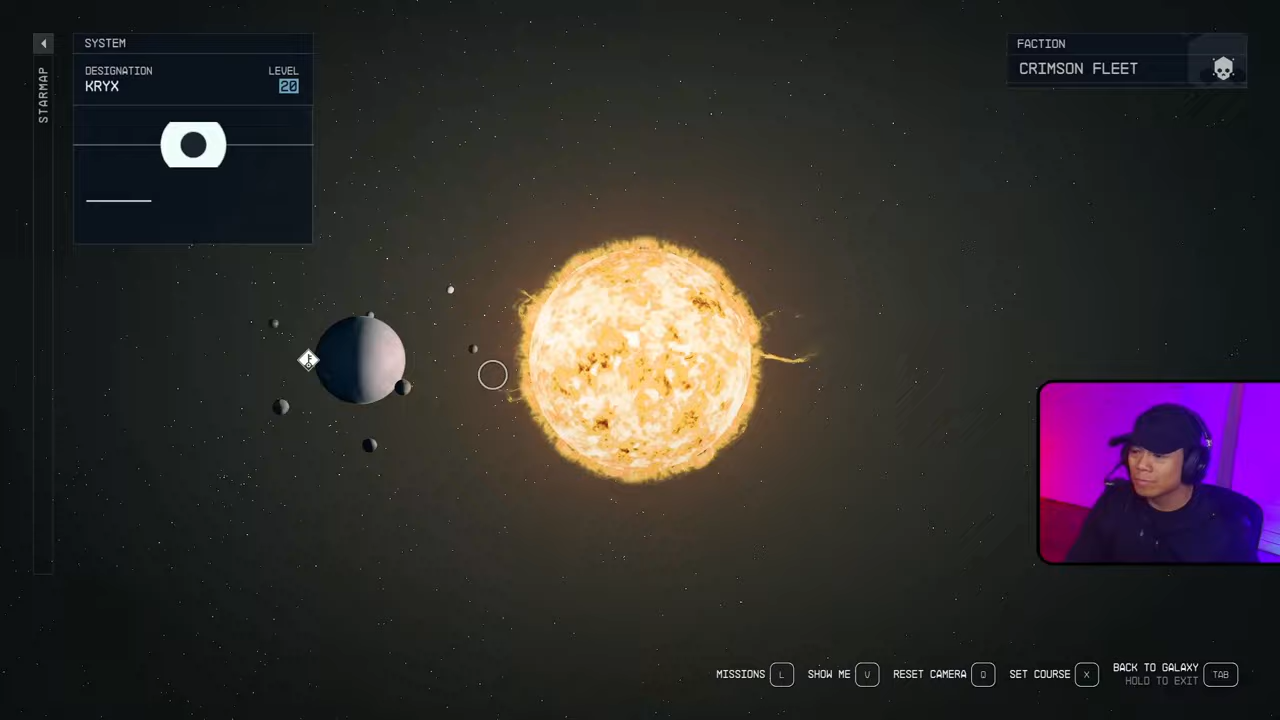 STARMAP
SYSTEM
DESIGNATION LEVEL
KRYX 20
FACTION
CRIMSON FLEET
MISSIONS L SHOW ME V RESET CAMERA Q SET COURSE X BACK TO GALAXY TAB
HOLD TO EXIT